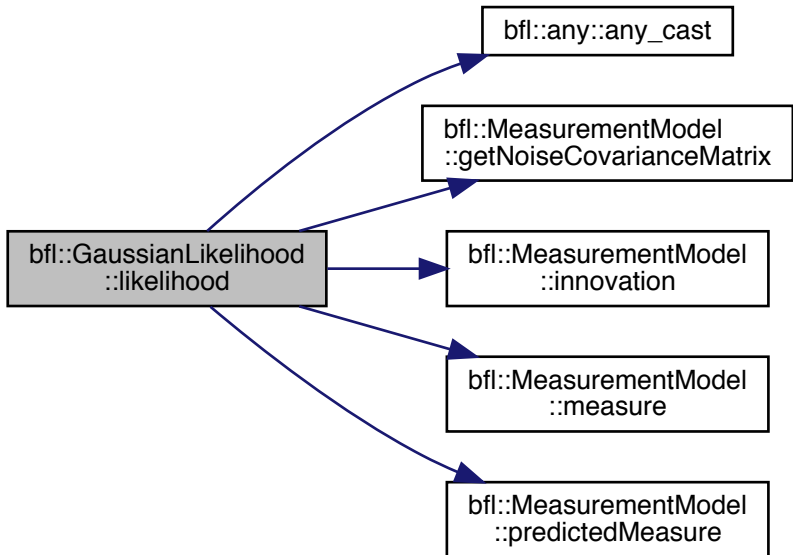 bfl::any::any_cast
bfl::MeasurementModel
::getNoiseCovarianceMatrix
bfl::GaussianLikelihood
::likelihood
bfl::MeasurementModel
::innovation
bfl::MeasurementModel
::measure
bfl::MeasurementModel
::predictedMeasure